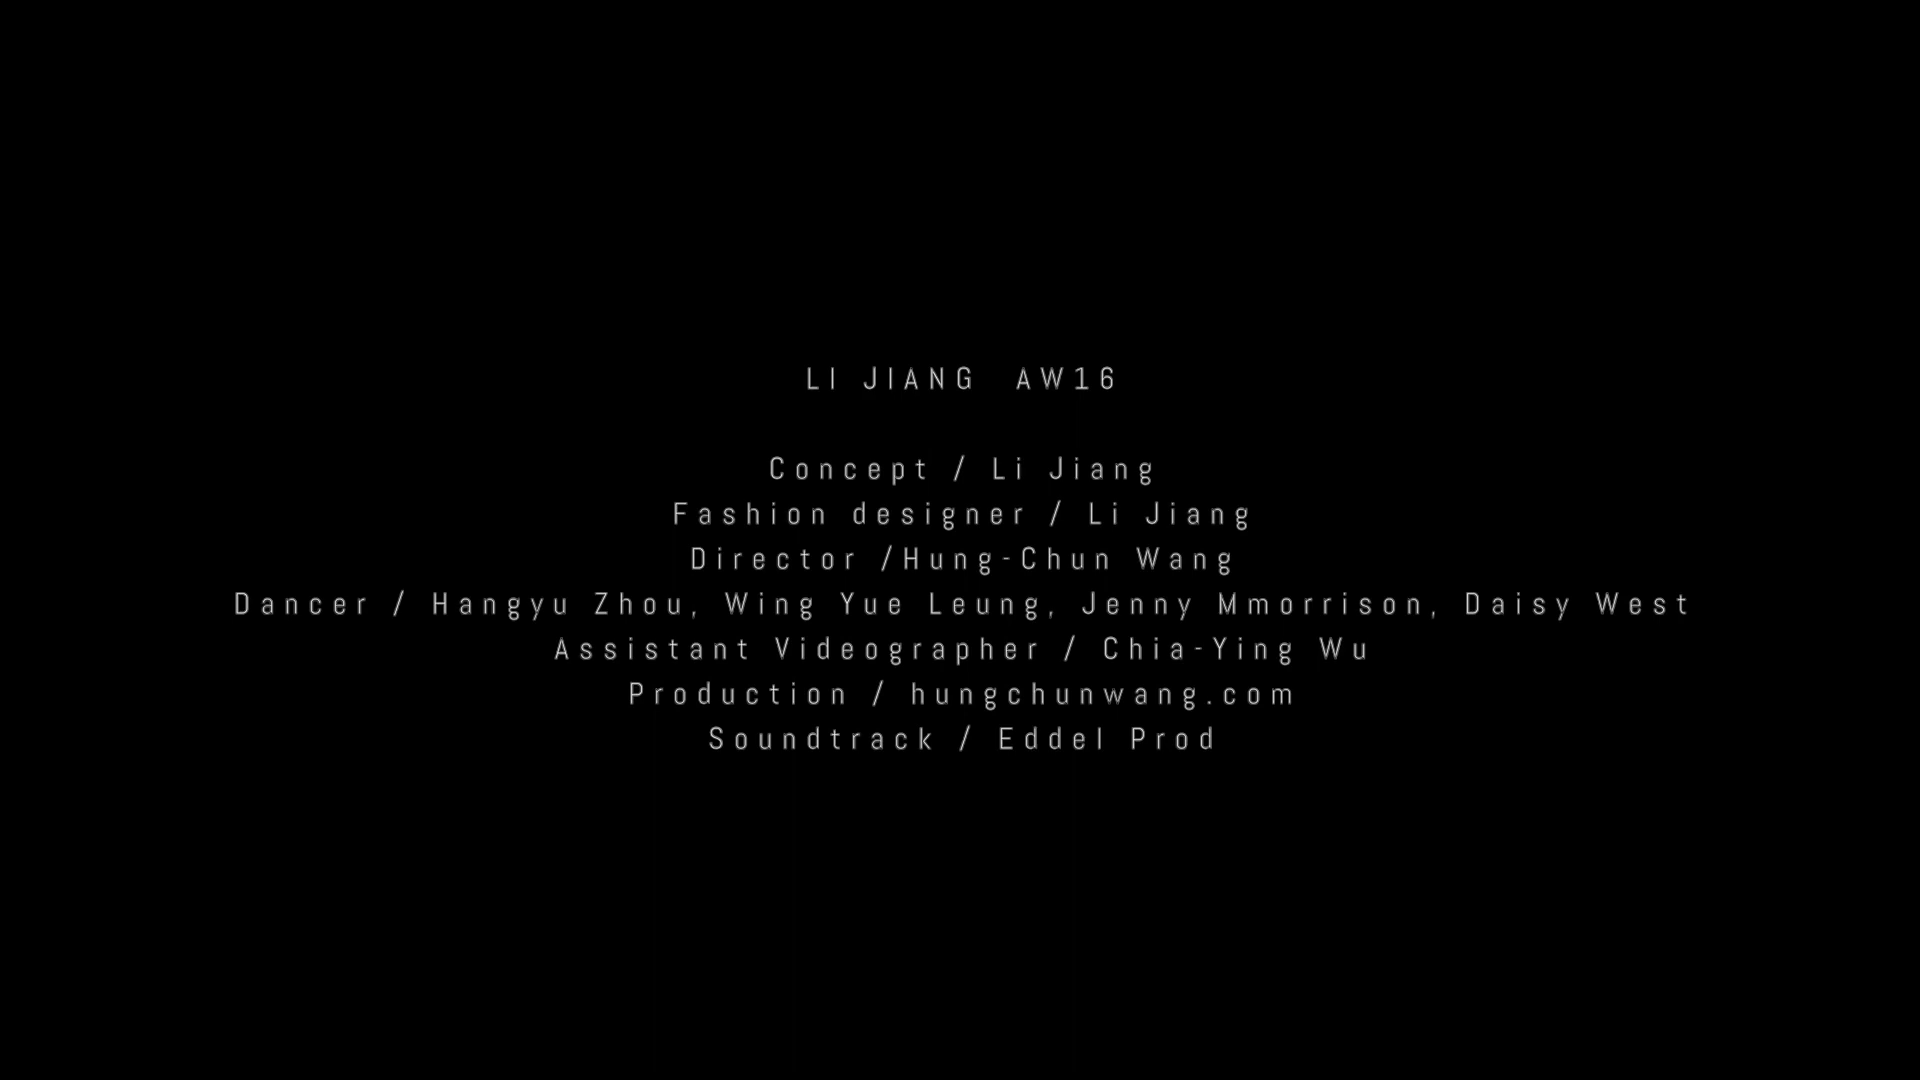 LI JIANG  AW16
Concept / Li Jiang
Fashion designer / Li Jiang
Director /Hung-Chun Wang
Dancer / Hangyu Zhou, Wing Yue Leung, Jenny Mmorrison, Daisy West
Assistant Videographer / Chia-Ying Wu
Production / hungchunwang.com
Soundtrack / Eddel Prod